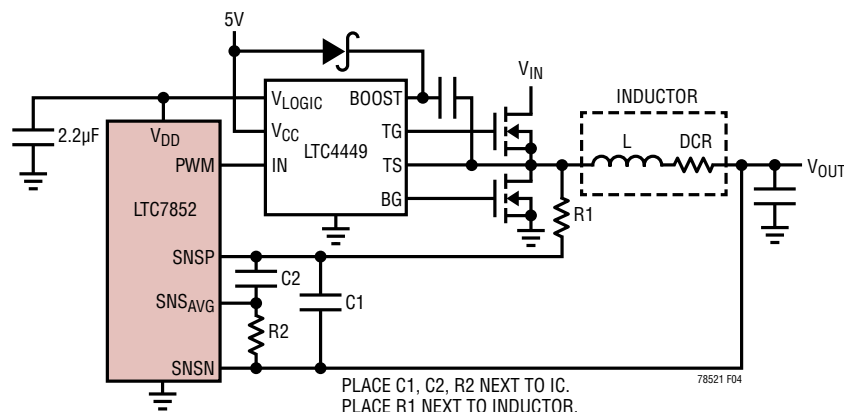 5V
VIN
INDUCTOR
VLOGIC
BOOST
L
DCR
2.2µF
VDD
VCC
LTC4449
TG
VOUT
PWM
IN
TS
LTC7852
BG
R1
SNSP
C2
SNSAVG
C1
R2
SNSN
78521 F04
PLACE C1, C2, R2 NEXT TO IC.
PLACE R1 NEXT TO INDUCTOR.